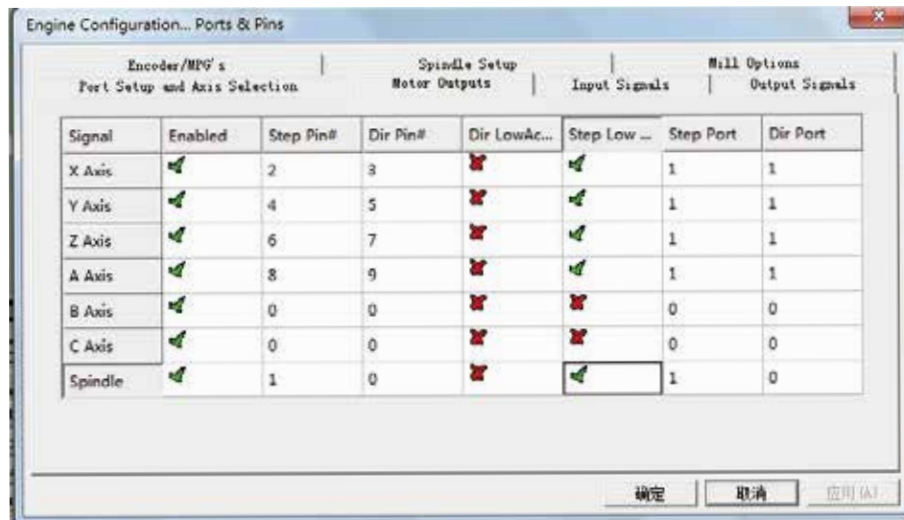 Engine Configuration... Ports & Pins
Encoder/MPG's Spindle Setup Mill Options
Port Setup and Axis Selection Motor Outputs Input Signals Output Signals
Signal Enabled Step Pin# Dir Pin# Dir LowAc... Step Low ... Step Port Dir Port
X Axis 2 3 1 1
Y Axis 4 5 1 1
Z Axis 6 7 1 1
A Axis 8 9 1 1
B Axis 0 0 0 0
C Axis 0 0 0 0
Spindle 1 0 1 0
确定 取消 应用(A)